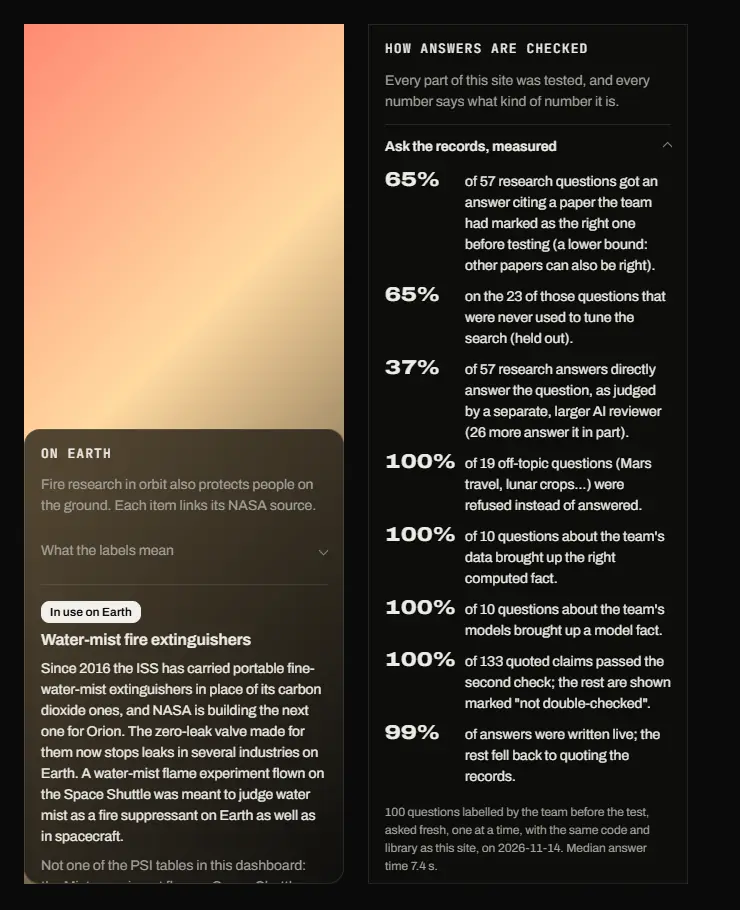 ON EARTH
Fire research in orbit also protects people on
the ground. Each item links its NASA source.
What the labels mean
In use on Earth
Water-mist fire extinguishers
Since 2016 the ISS has carried portable fine-
water-mist extinguishers in place of its carbon
dioxide ones, and NASA is building the next
one for Orion. The zero-leak valve made for
them now stops leaks in several industries on
Earth. A water-mist flame experiment flown on
the Space Shuttle was meant to judge water
mist as a fire suppressant on Earth as well as
in spacecraft.
Not one of the PSI tables in this dashboard:
HOW ANSWERS ARE CHECKED
Every part of this site was tested, and every
number says what kind of number it is.
Ask the records, measured
65% of 57 research questions got an
answer citing a paper the team
had marked as the right one
before testing (a lower bound:
other papers can also be right).
65% on the 23 of those questions that
were never used to tune the
search (held out).
37% of 57 research answers directly
answer the question, as judged
by a separate, larger AI reviewer
(26 more answer it in part).
100% of 19 off-topic questions (Mars
travel, lunar crops...) were
refused instead of answered.
100% of 10 questions about the team's
data brought up the right
computed fact.
100% of 10 questions about the team's
models brought up a model fact.
100% of 133 quoted claims passed the
second check; the rest are shown
marked "not double-checked".
99% of answers were written live; the
rest fell back to quoting the
records.
100 questions labelled by the team before the test,
asked fresh, one at a time, with the same code and
library as this site, on 2026-11-14. Median answer
time 7.4 s.